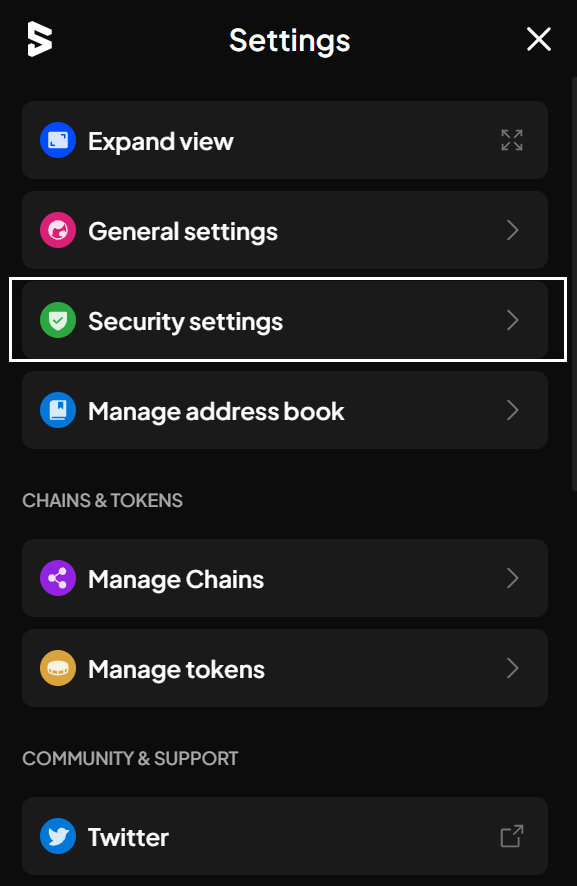 Settings
Expand view
General settings
Security settings
Manage address book
CHAINS & TOKENS
Manage Chains
Manage tokens
COMMUNITY & SUPPORT
Twitter